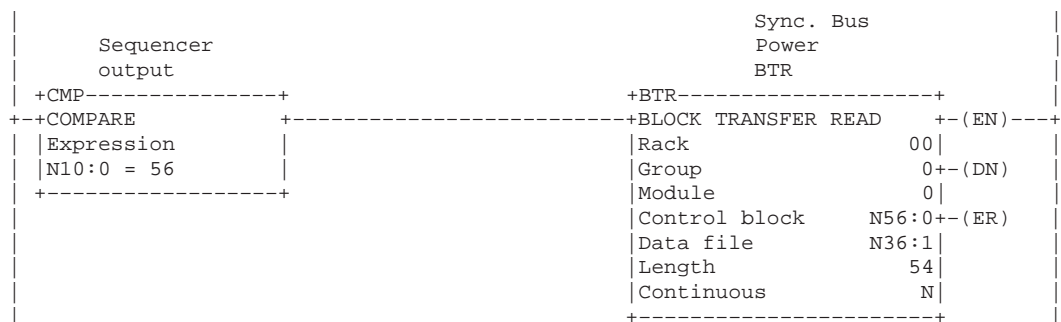 Sync. Bus
Sequencer Power
output BTR
+CMP---------------+ +BTR--------------------+
+-+COMPARE +--------------------------+BLOCK TRANSFER READ +-(EN)---+
|Expression | |Rack 00|
|N10:0 = 56 | |Group 0+-(DN)
+------------------+ |Module 0|
|Control block N56:0+-(ER)
|Data file N36:1|
|Length 54|
|Continuous N|
+-----------------------+